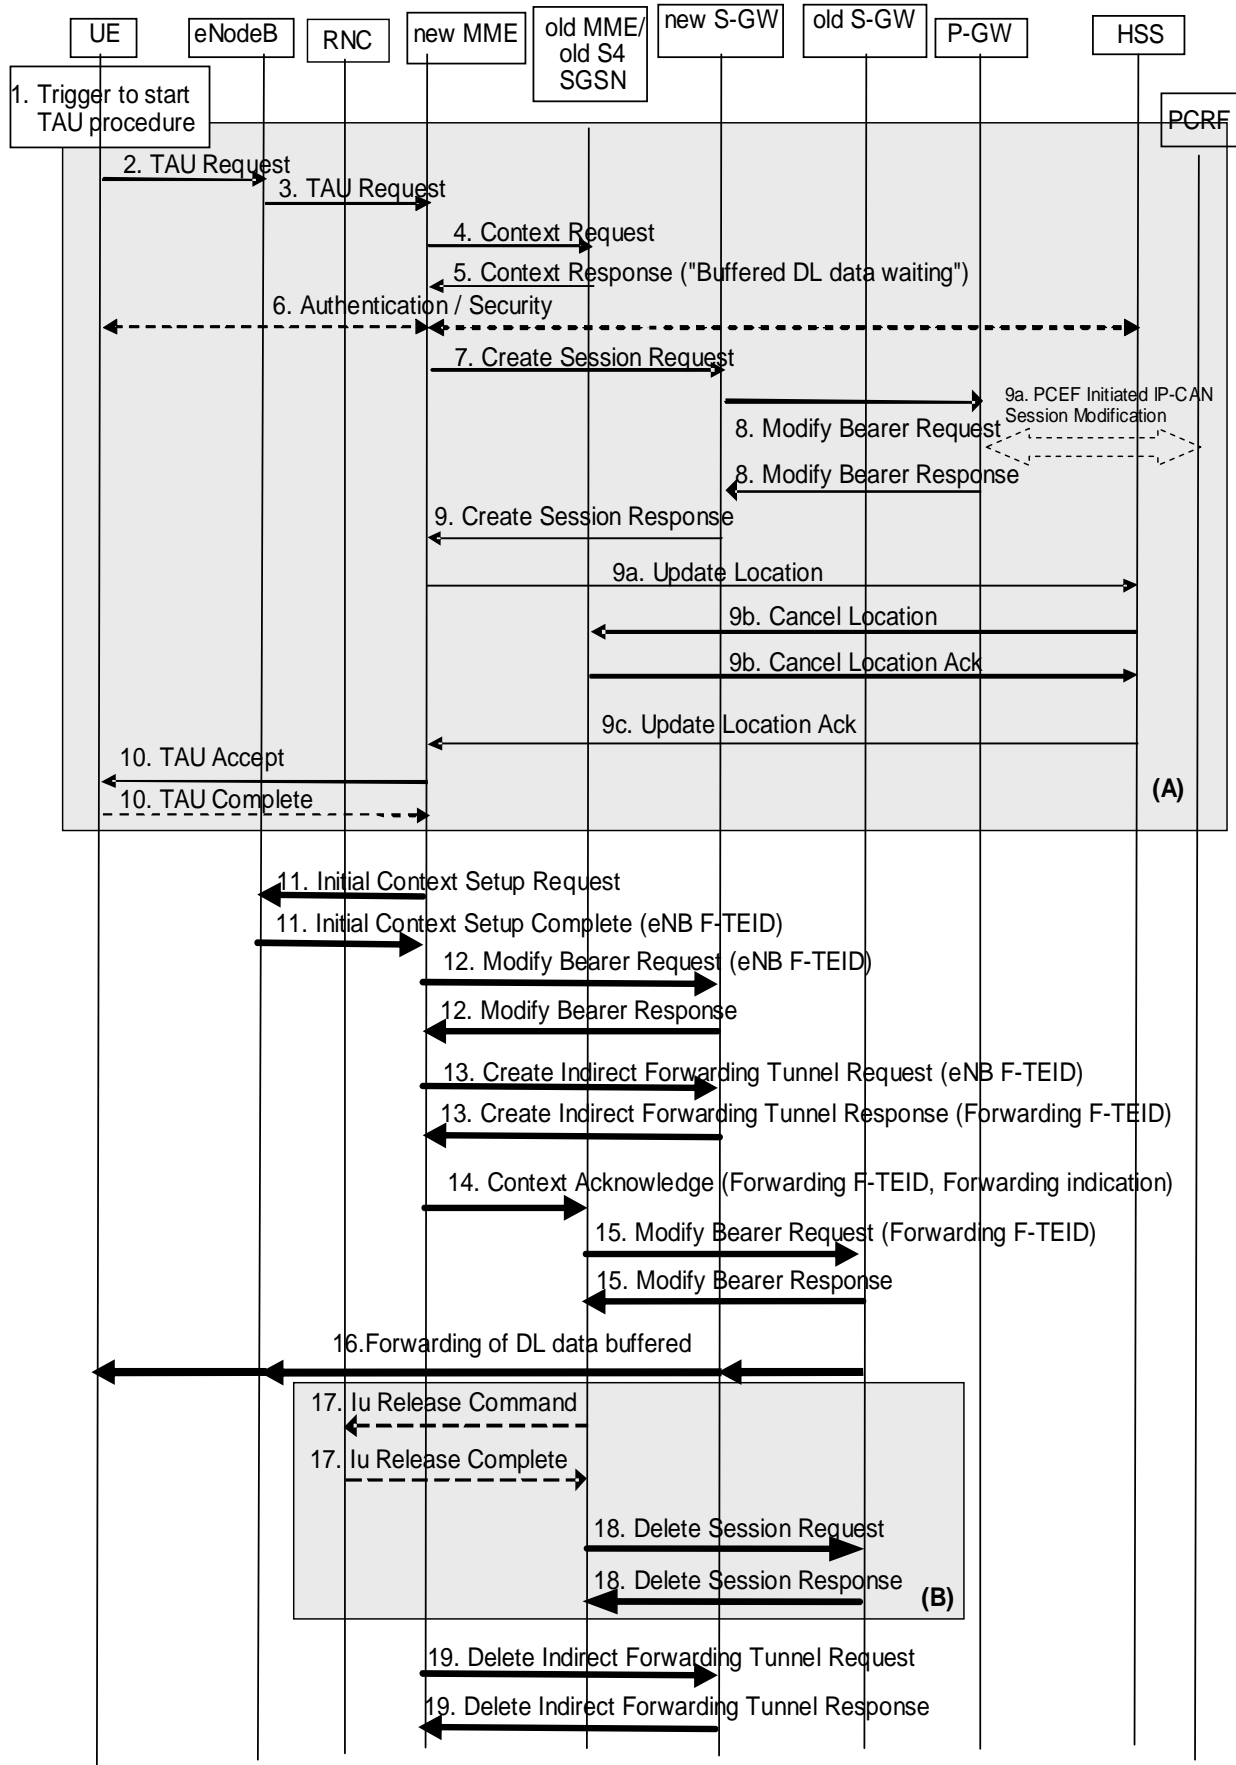 UE
eNodeB
RNC
new MME
old MME/
old S4
SGSN
new S-GW
old S-GW
P-GW
HSS
PCRF
1. Trigger to start
TAU procedure
2. TAU Request
3. TAU Request
4. Context Request
5. Context Response ("Buffered DL data waiting")
6. Authentication / Security
7. Create Session Request
9a. PCEF Initiated IP-CAN
Session Modification
8. Modify Bearer Request
8. Modify Bearer Response
9. Create Session Response
9a. Update Location
9b. Cancel Location
9b. Cancel Location Ack
9c. Update Location Ack
10. TAU Accept
10. TAU Complete
(A)
11. Initial Context Setup Request
11. Initial Context Setup Complete (eNB F-TEID)
12. Modify Bearer Request (eNB F-TEID)
12. Modify Bearer Response
13. Create Indirect Forwarding Tunnel Request (eNB F-TEID)
13. Create Indirect Forwarding Tunnel Response (Forwarding F-TEID)
14. Context Acknowledge (Forwarding F-TEID, Forwarding indication)
15. Modify Bearer Request (Forwarding F-TEID)
15. Modify Bearer Response
16.Forwarding of DL data buffered
17. Iu Release Command
17. Iu Release Complete
18. Delete Session Request
18. Delete Session Response
(B)
19. Delete Indirect Forwarding Tunnel Request
19. Delete Indirect Forwarding Tunnel Response